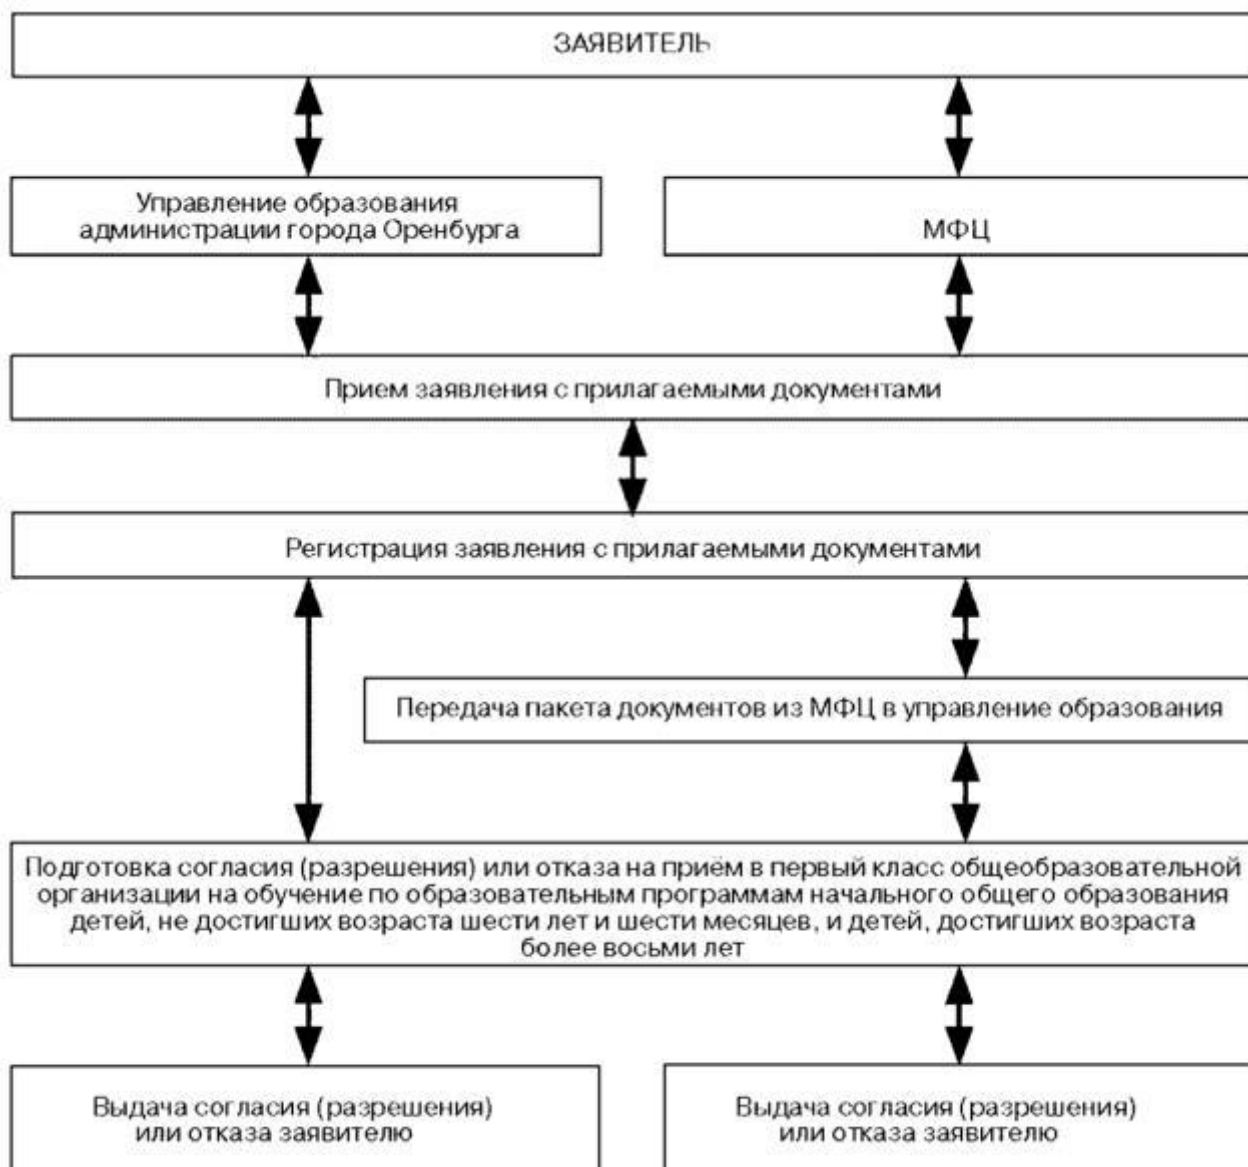 ЗАЯВИТЕЛЬ
Управление образования
администрации города Оренбурга
МФЦ
Прием заявления с прилагаемыми документами
Регистрация заявления с прилагаемыми документами
Передача пакета документов из МФЦ в управление образования
Подготовка согласия (разрешения) или отказа на приём в первый класс общеобразовательной
организации на обучение по образовательным программам начального общего образования
детей, не достигших возраста шести лет и шести месяцев, и детей, достигших возраста
более восьми лет
Выдача согласия (разрешения)
или отказа заявителю
Выдача согласия (разрешения)
или отказа заявителю